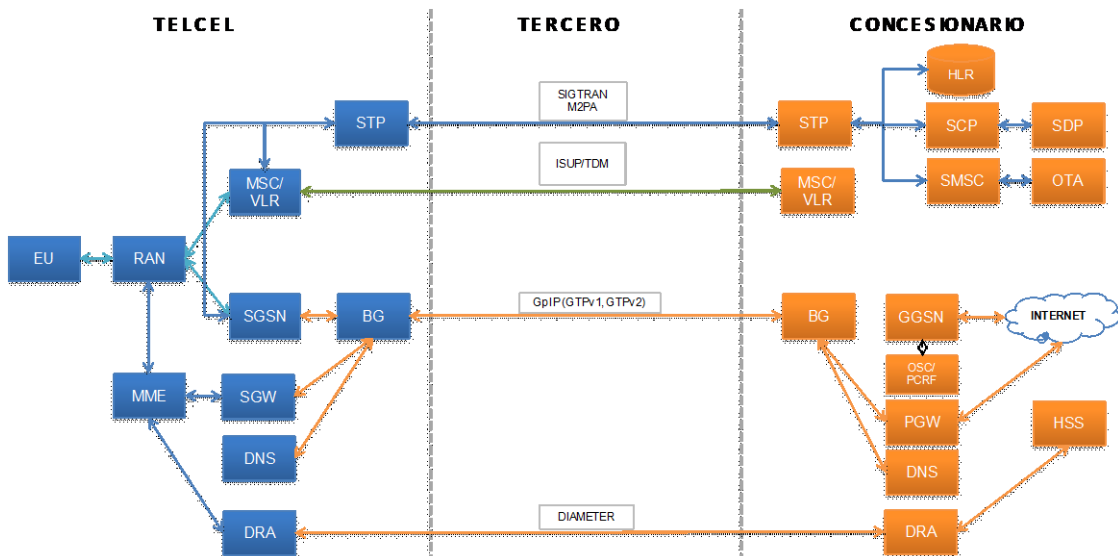 TELCEL
TERCERO
CONCESIONARIO
HLR
SIGTRAN
M2PA
STP
STP
SCP
SDP
ISUP/TDM
MSC/
VLR
MSC/
VLR
SMSC
OTA
EU
RAN
GpIP (GTPv1, GTPv2)
SGSN
BG
BG
GGSN
INTERNET
OSC/
PCRF
MME
SGW
PGW
HSS
DNS
DNS
DIAMETER
DRA
DRA